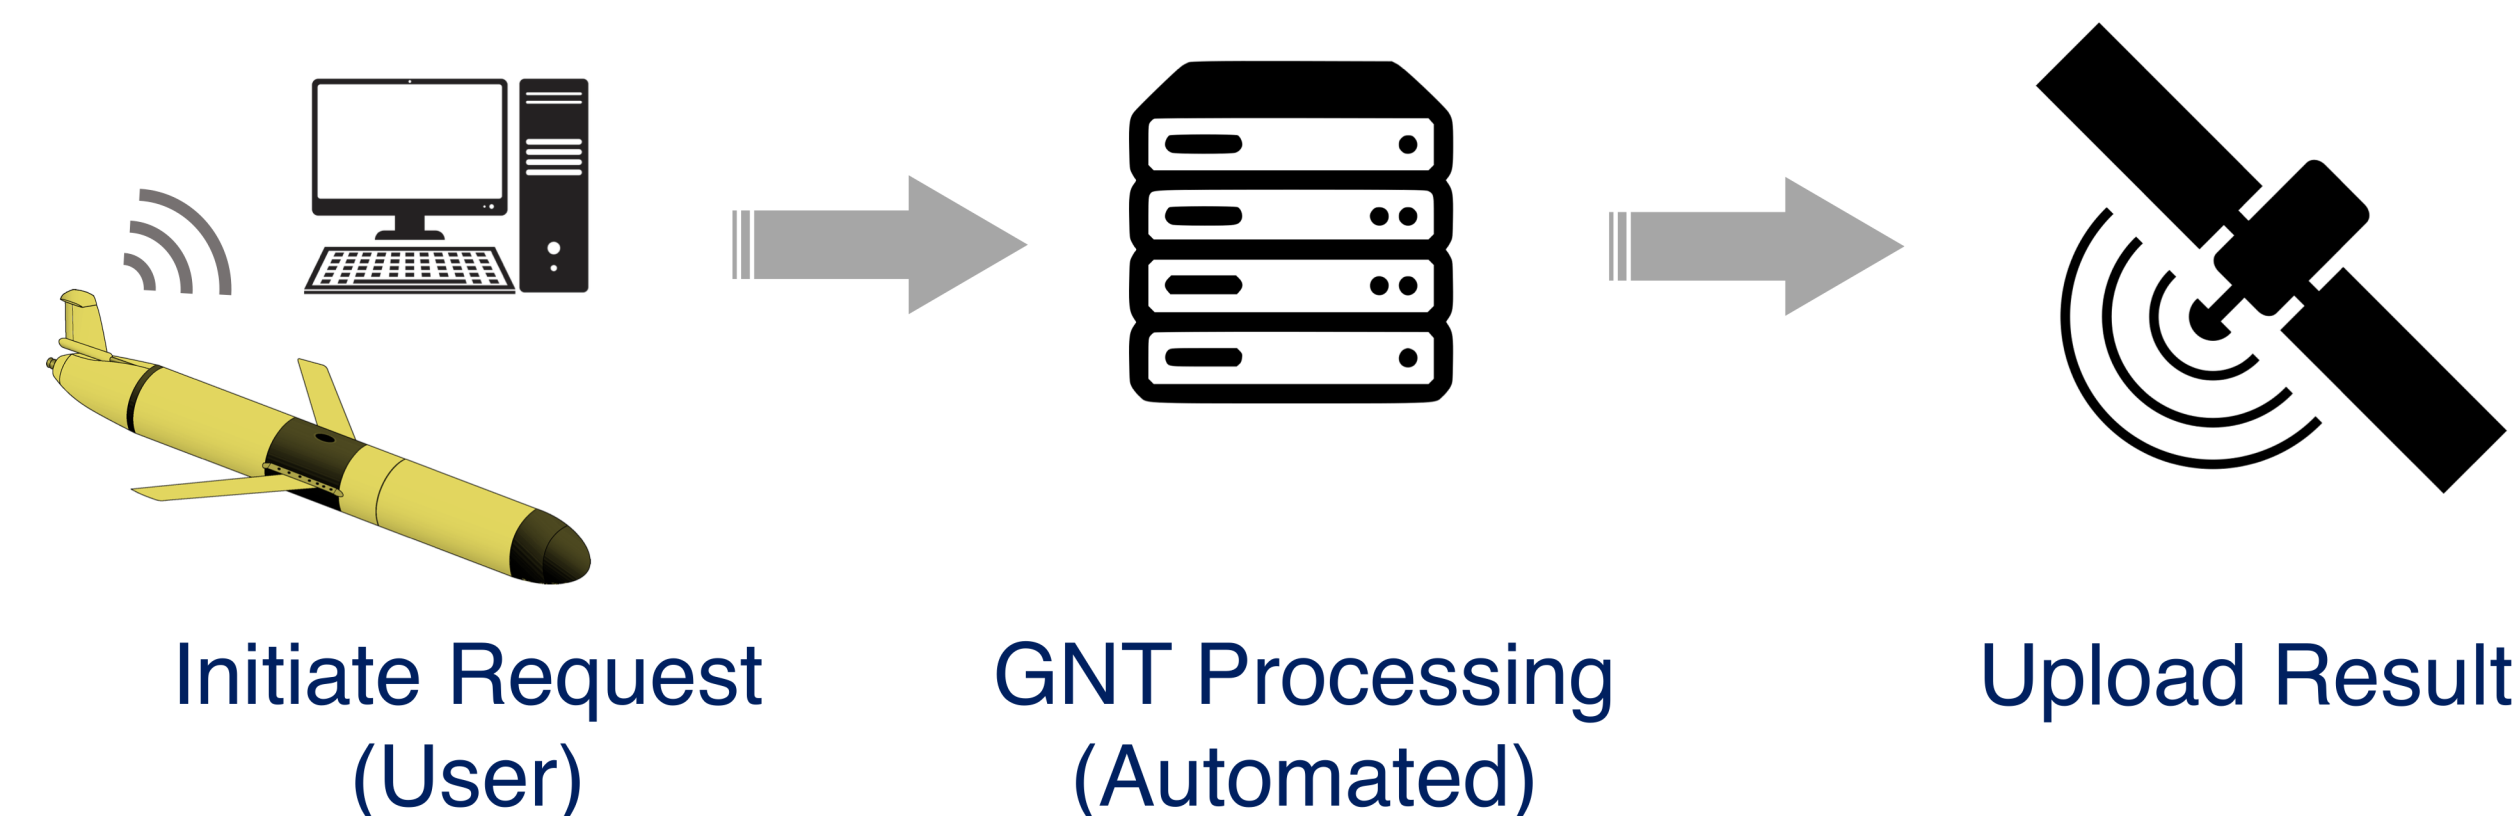 Initiate Request
(User)
GNT Processing
(Automated)
Upload Result